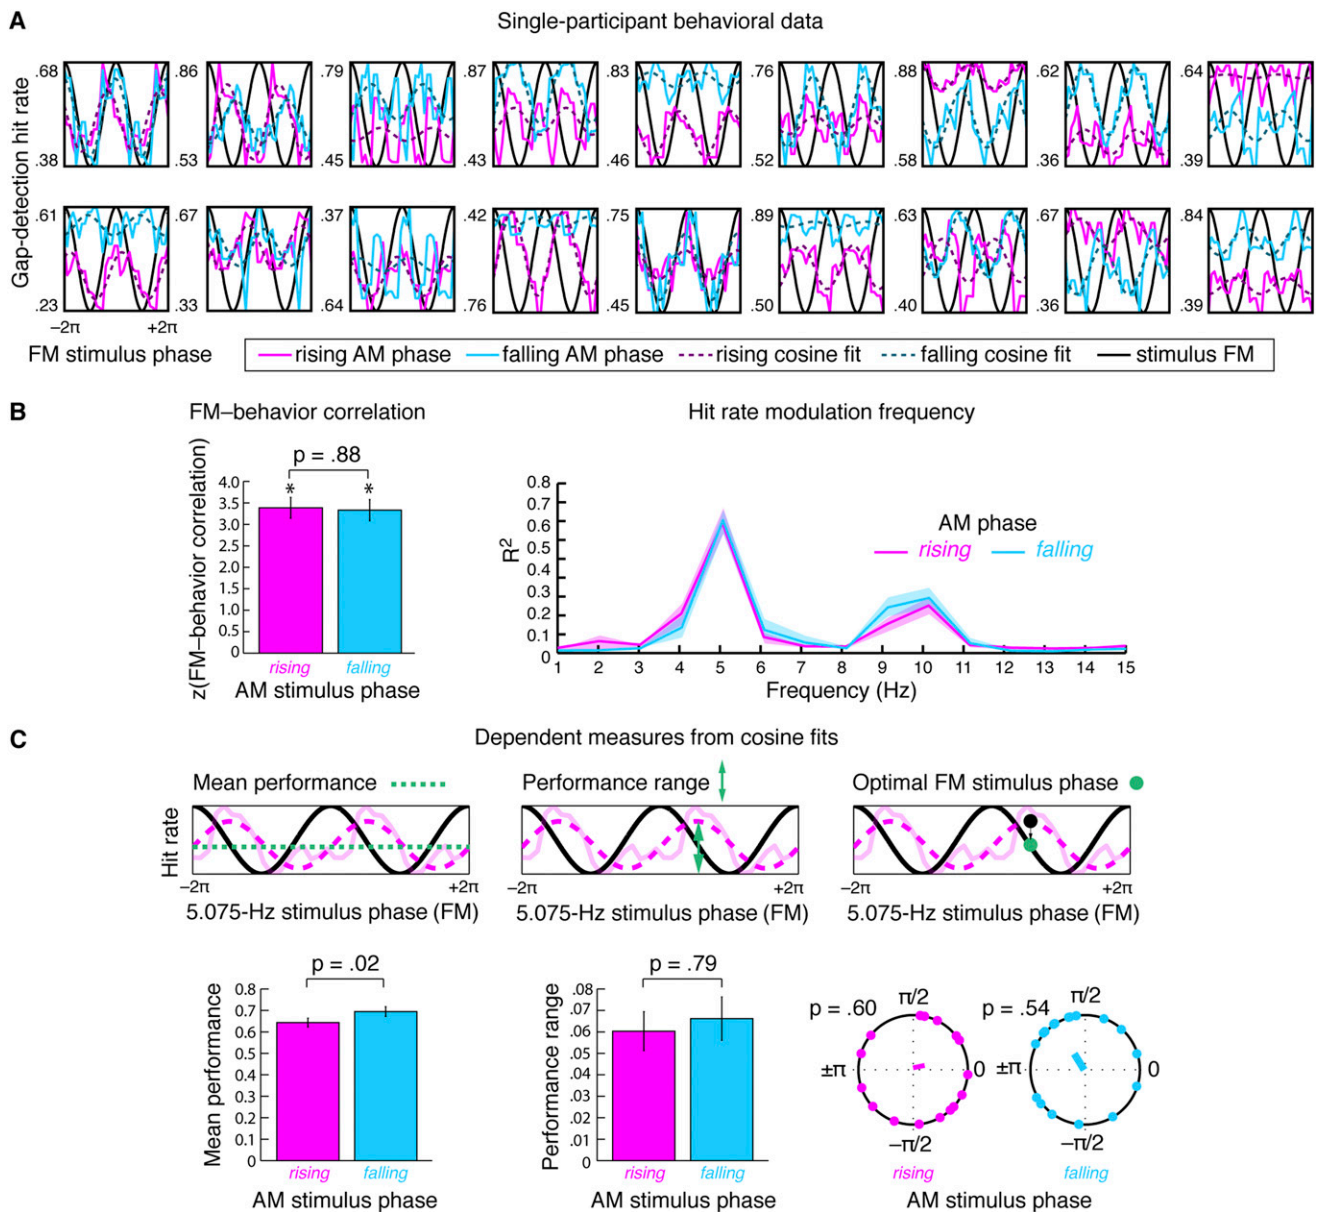 A Single-participant behavioral data
Gap-detection hit rate
.68 .86 .79 .87 .83 .76 .88 .62 .64
.38 .53 .45 .43 .46 .52 .58 .36 .39
.61 .67 .37 .42 .75 .89 .63 .67 .84
.23 .33 .64 .76 .45 .50 .40 .36 .39
−2π +2π
FM stimulus phase
rising AM phase falling AM phase rising cosine fit falling cosine fit stimulus FM
B FM–behavior correlation Hit rate modulation frequency
z(FM–behavior correlation)
p = .88
* *
4.0
3.5
3.0
2.5
2.0
1.5
1.0
0.5
0
rising falling
AM stimulus phase
R²
0.8
0.7
0.6
0.5
0.4
0.3
0.2
0.1
0
AM phase
rising falling
1 2 3 4 5 6 7 8 9 10 11 12 13 14 15
Frequency (Hz)
C Dependent measures from cosine fits
Mean performance Performance range Optimal FM stimulus phase
Hit rate
−2π +2π −2π +2π −2π +2π
5.075-Hz stimulus phase (FM) 5.075-Hz stimulus phase (FM) 5.075-Hz stimulus phase (FM)
Mean performance
p = .02
0.8
0.7
0.6
0.5
0.4
0.3
0.2
0.1
0
rising falling
AM stimulus phase
Performance range
p = .79
.08
.07
.06
.05
.04
.03
.02
.01
0
rising falling
AM stimulus phase
p = .60 π/2 p = .54 π/2
±π 0 ±π 0
−π/2 −π/2
rising falling
AM stimulus phase